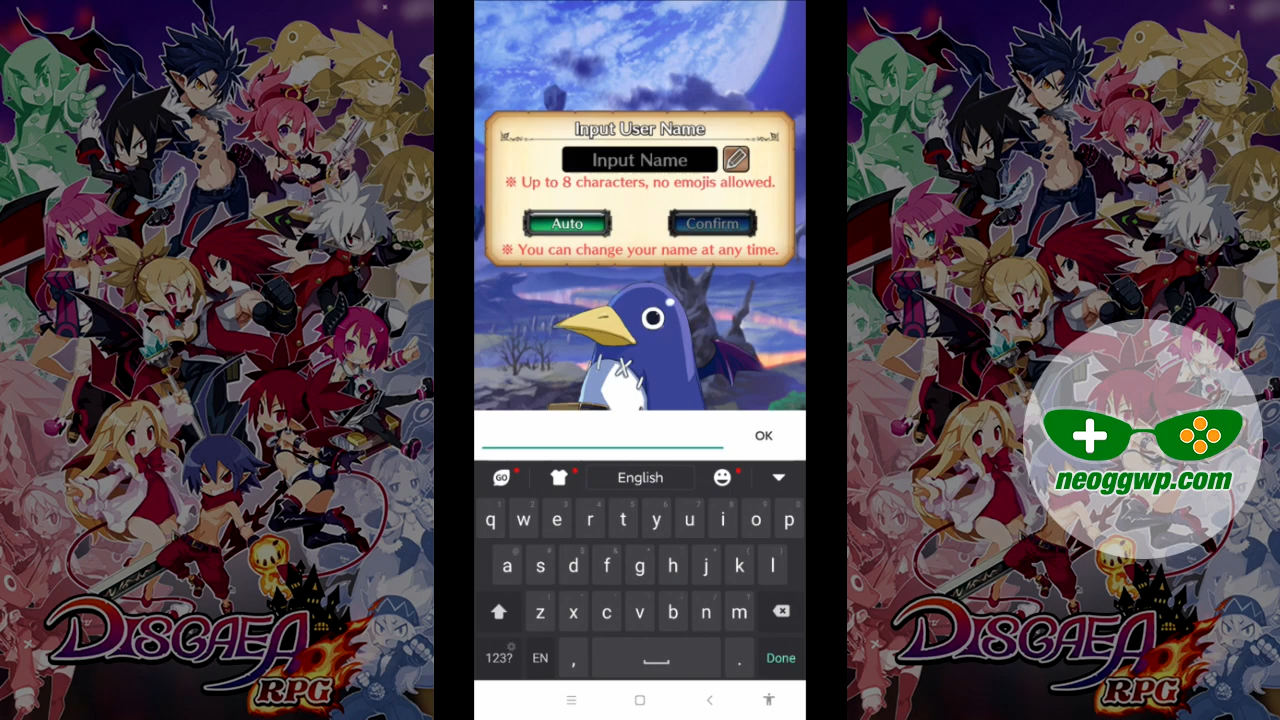 Input User Name
Input Name
※ Up to 8 characters, no emojis allowed.
Auto
Confirm
※ You can change your name at any time.
OK
GO
English
q w e r t y u i o p
a s d f g h j k l
z x c v b n m
123? EN , . Done
DISGAEA
RPG
DISGAEA
RPG
neoggwp.com